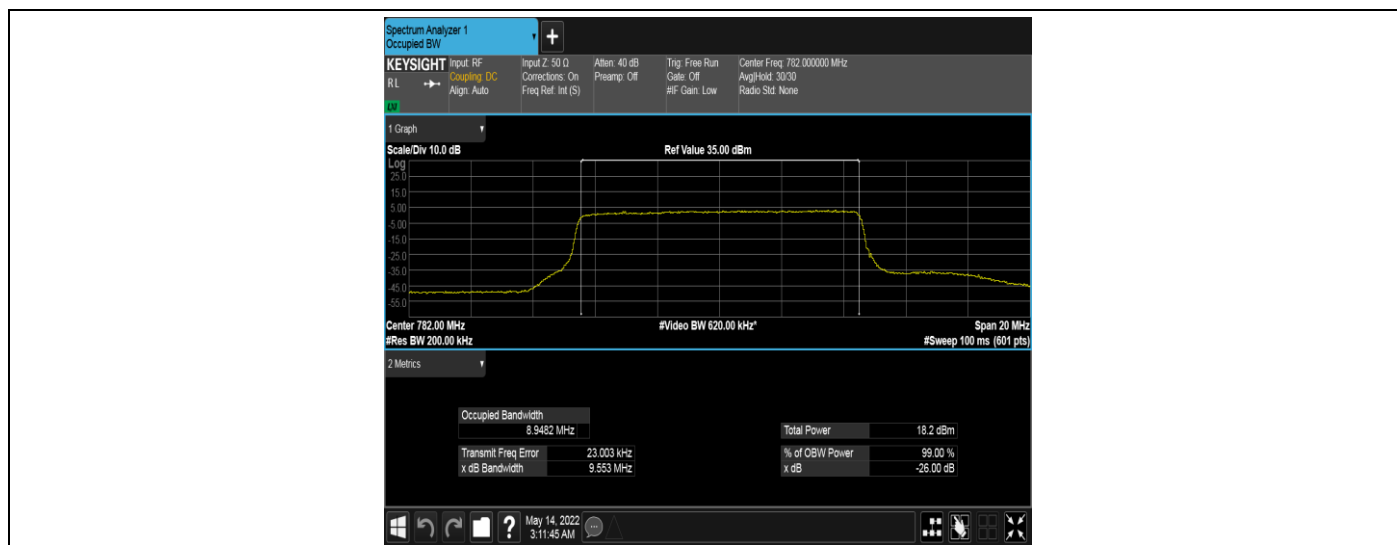 Spectrum Analyzer 1
Occupied BW
+
KEYSIGHT Input: RF Input Z: 50 Ω Atten: 40 dB Trig: Free Run Center Freq: 782.000000 MHz
R L Coupling: DC Corrections: On Preamp: Off Gate: Off Avg|Hold: 30/30
Align: Auto Freq Ref: Int (S) #IF Gain: Low Radio Std: None
1 Graph
Scale/Div 10.0 dB Ref Value 35.00 dBm
Log
25.0
15.0
5.00
-5.00
-15.0
-25.0
-35.0
-45.0
-55.0
Center 782.00 MHz #Video BW 620.00 kHz* Span 20 MHz
#Res BW 200.00 kHz #Sweep 100 ms (601 pts)
2 Metrics
Occupied Bandwidth
8.9482 MHz Total Power 18.2 dBm
Transmit Freq Error 23.003 kHz % of OBW Power 99.00 %
x dB Bandwidth 9.553 MHz x dB -26.00 dB
? May 14, 2022
3:11:45 AM